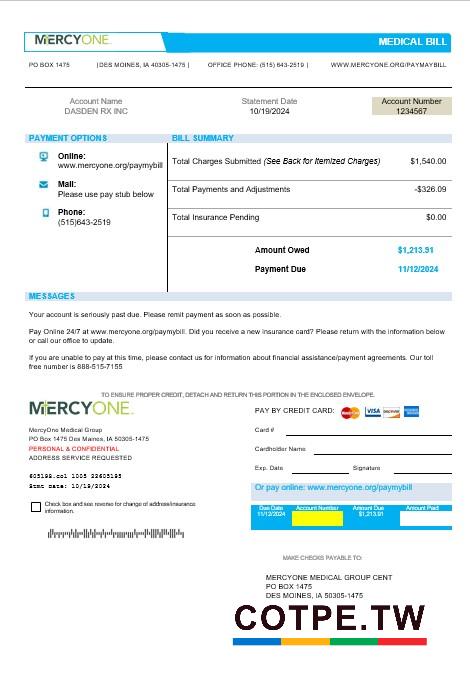 MERCYONE.
MEDICAL BILL
PO BOX 1475 | DES MOINES, IA 40305-1475 | OFFICE PHONE: (515) 643-2519 | WWW.MERCYONE.ORG/PAYMAYBILL
Account Name Statement Date Account Number
DASDEN RX INC 10/19/2024 1234567
PAYMENT OPTIONS
Online:
www.mercyone.org/paymybill
Mail:
Please use pay stub below
Phone:
(515)643-2519
BILL SUMMARY
Total Charges Submitted (See Back for Itemized Charges) $1,540.00
Total Payments and Adjustments -$326.09
Total Insurance Pending $0.00
Amount Owed $1,213.91
Payment Due 11/12/2024
MESSAGES
Your account is seriously past due. Please remit payment as soon as possible.
Pay Online 24/7 at www.mercyone.org/paymybill. Did you receive a new insurance card? Please return with the information below
or call our office to update.
If you are unable to pay at this time, please contact us for information about financial assistance/payment agreements. Our toll
free number is 888-515-7155
TO ENSURE PROPER CREDIT, DETACH AND RETURN THIS PORTION IN THE ENCLOSED ENVELOPE.
MERCYONE.
MercyOne Medical Group
PO Box 1475 Des Maines, IA 50305-1475
PERSONAL & CONFIDENTIAL
ADDRESS SERVICE REQUESTED
Stmt date: 10/19/2024
Check box and see reverse for change of address/insurance
information.
PAY BY CREDIT CARD: MasterCard VISA DISCOVER
Card #
Cardholder Name
Exp. Date Signature
Or pay online: www.mercyone.org/paymybill
Due Date Account Number Amount Due Amount Paid
11/12/2024 $1,213.91
MAKE CHECKS PAYABLE TO:
MERCYONE MEDICAL GROUP CENT
PO BOX 1475
DES MOINES, IA 50305-1475
COTPE.TW